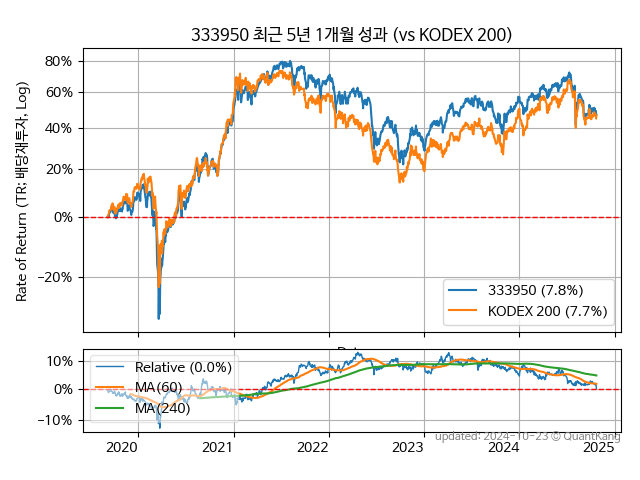 333950 최근 5년 1개월 성과 (vs KODEX 200)
Rate of Return (TR: 배당재투자, Log)
80%
60%
40%
20%
0%
−20%
333950 (7.8%)
KODEX 200 (7.7%)
10%
0%
−10%
Relative (0.0%)
MA(60)
MA(240)
2020 2021 2022 2023 2024 2025
updated: 2024-10-23 © QuantKang